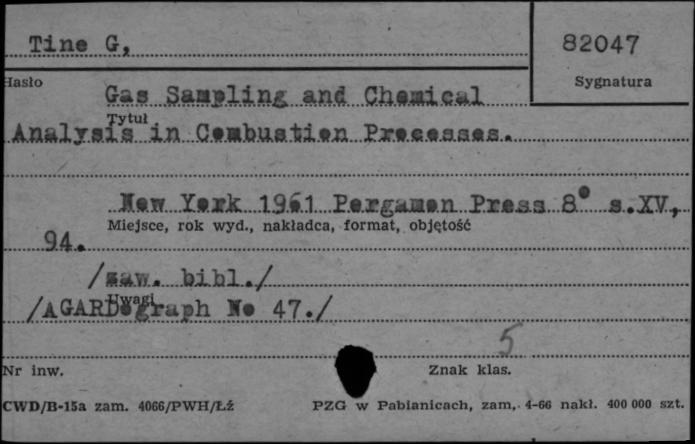 Tine G, 82047
Hasło Sygnatura
Gas Sampling and Chemical
Tytuł
Analysis in Combustion Processes.
New York 1961 Pergamon Press 8° s.XV,
Miejsce, rok wyd., nakładca, format, objętość
94.
/zaw. bibl./
Uwagi
/AGARDograph No 47./
5
Nr inw. Znak klas.
CWD/B-15a zam. 4066/PWH/Łź PZG w Pabianicach, zam, 4-66 nakł. 400 000 szt.